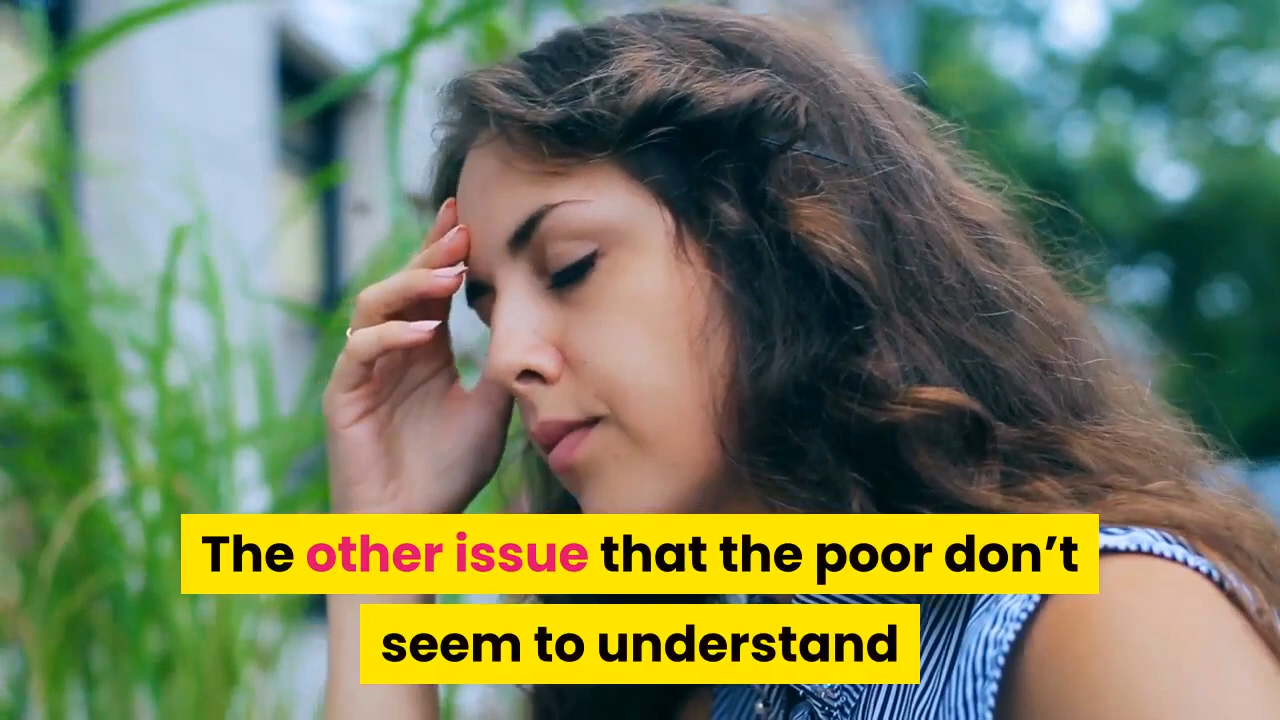 The other issue that the poor don’t
seem to understand